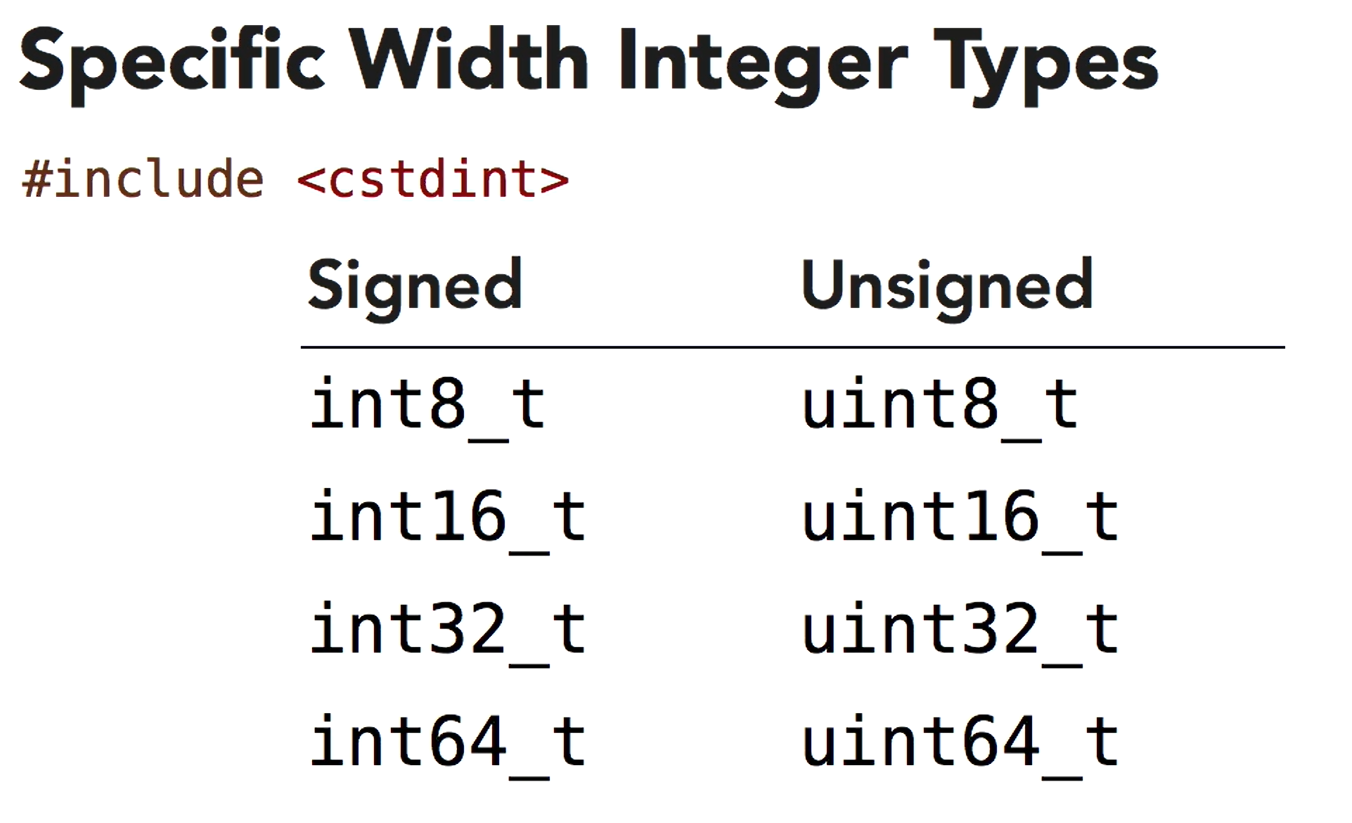 Specific Width Integer Types
#include <cstdint>
Signed Unsigned
int8_t uint8_t
int16_t uint16_t
int32_t uint32_t
int64_t uint64_t